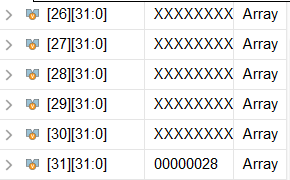 [26][31:0] XXXXXXXX Array
[27][31:0] XXXXXXXX Array
[28][31:0] XXXXXXXX Array
[29][31:0] XXXXXXXX Array
[30][31:0] XXXXXXXX Array
[31][31:0] 00000028 Array